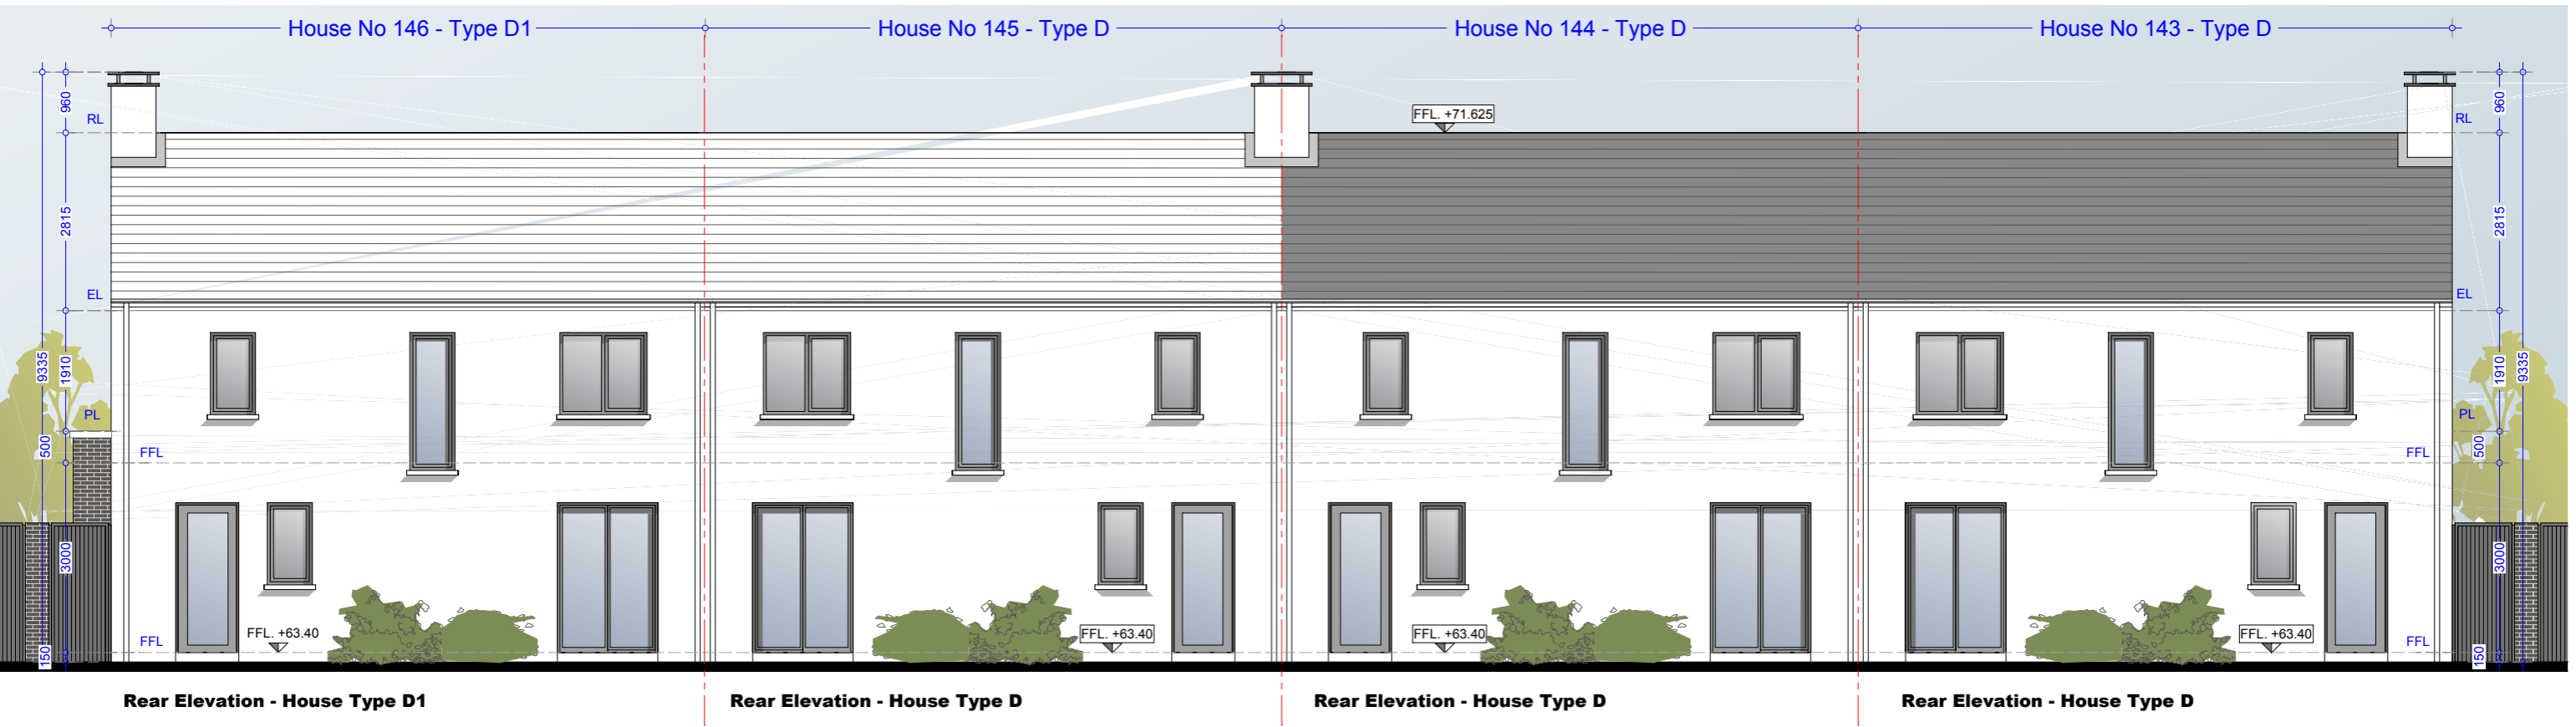 House No 146 - Type D1
House No 145 - Type D
House No 144 - Type D
House No 143 - Type D
960
RL
FFL. +71.625
960
RL
2815
2815
EL
EL
9335
1910
1910
9335
PL
PL
500
500
FFL
FFL
3000
3000
FFL. +63.40
FFL. +63.40
FFL. +63.40
FFL. +63.40
FFL
FFL
150
150
Rear Elevation - House Type D1
Rear Elevation - House Type D
Rear Elevation - House Type D
Rear Elevation - House Type D